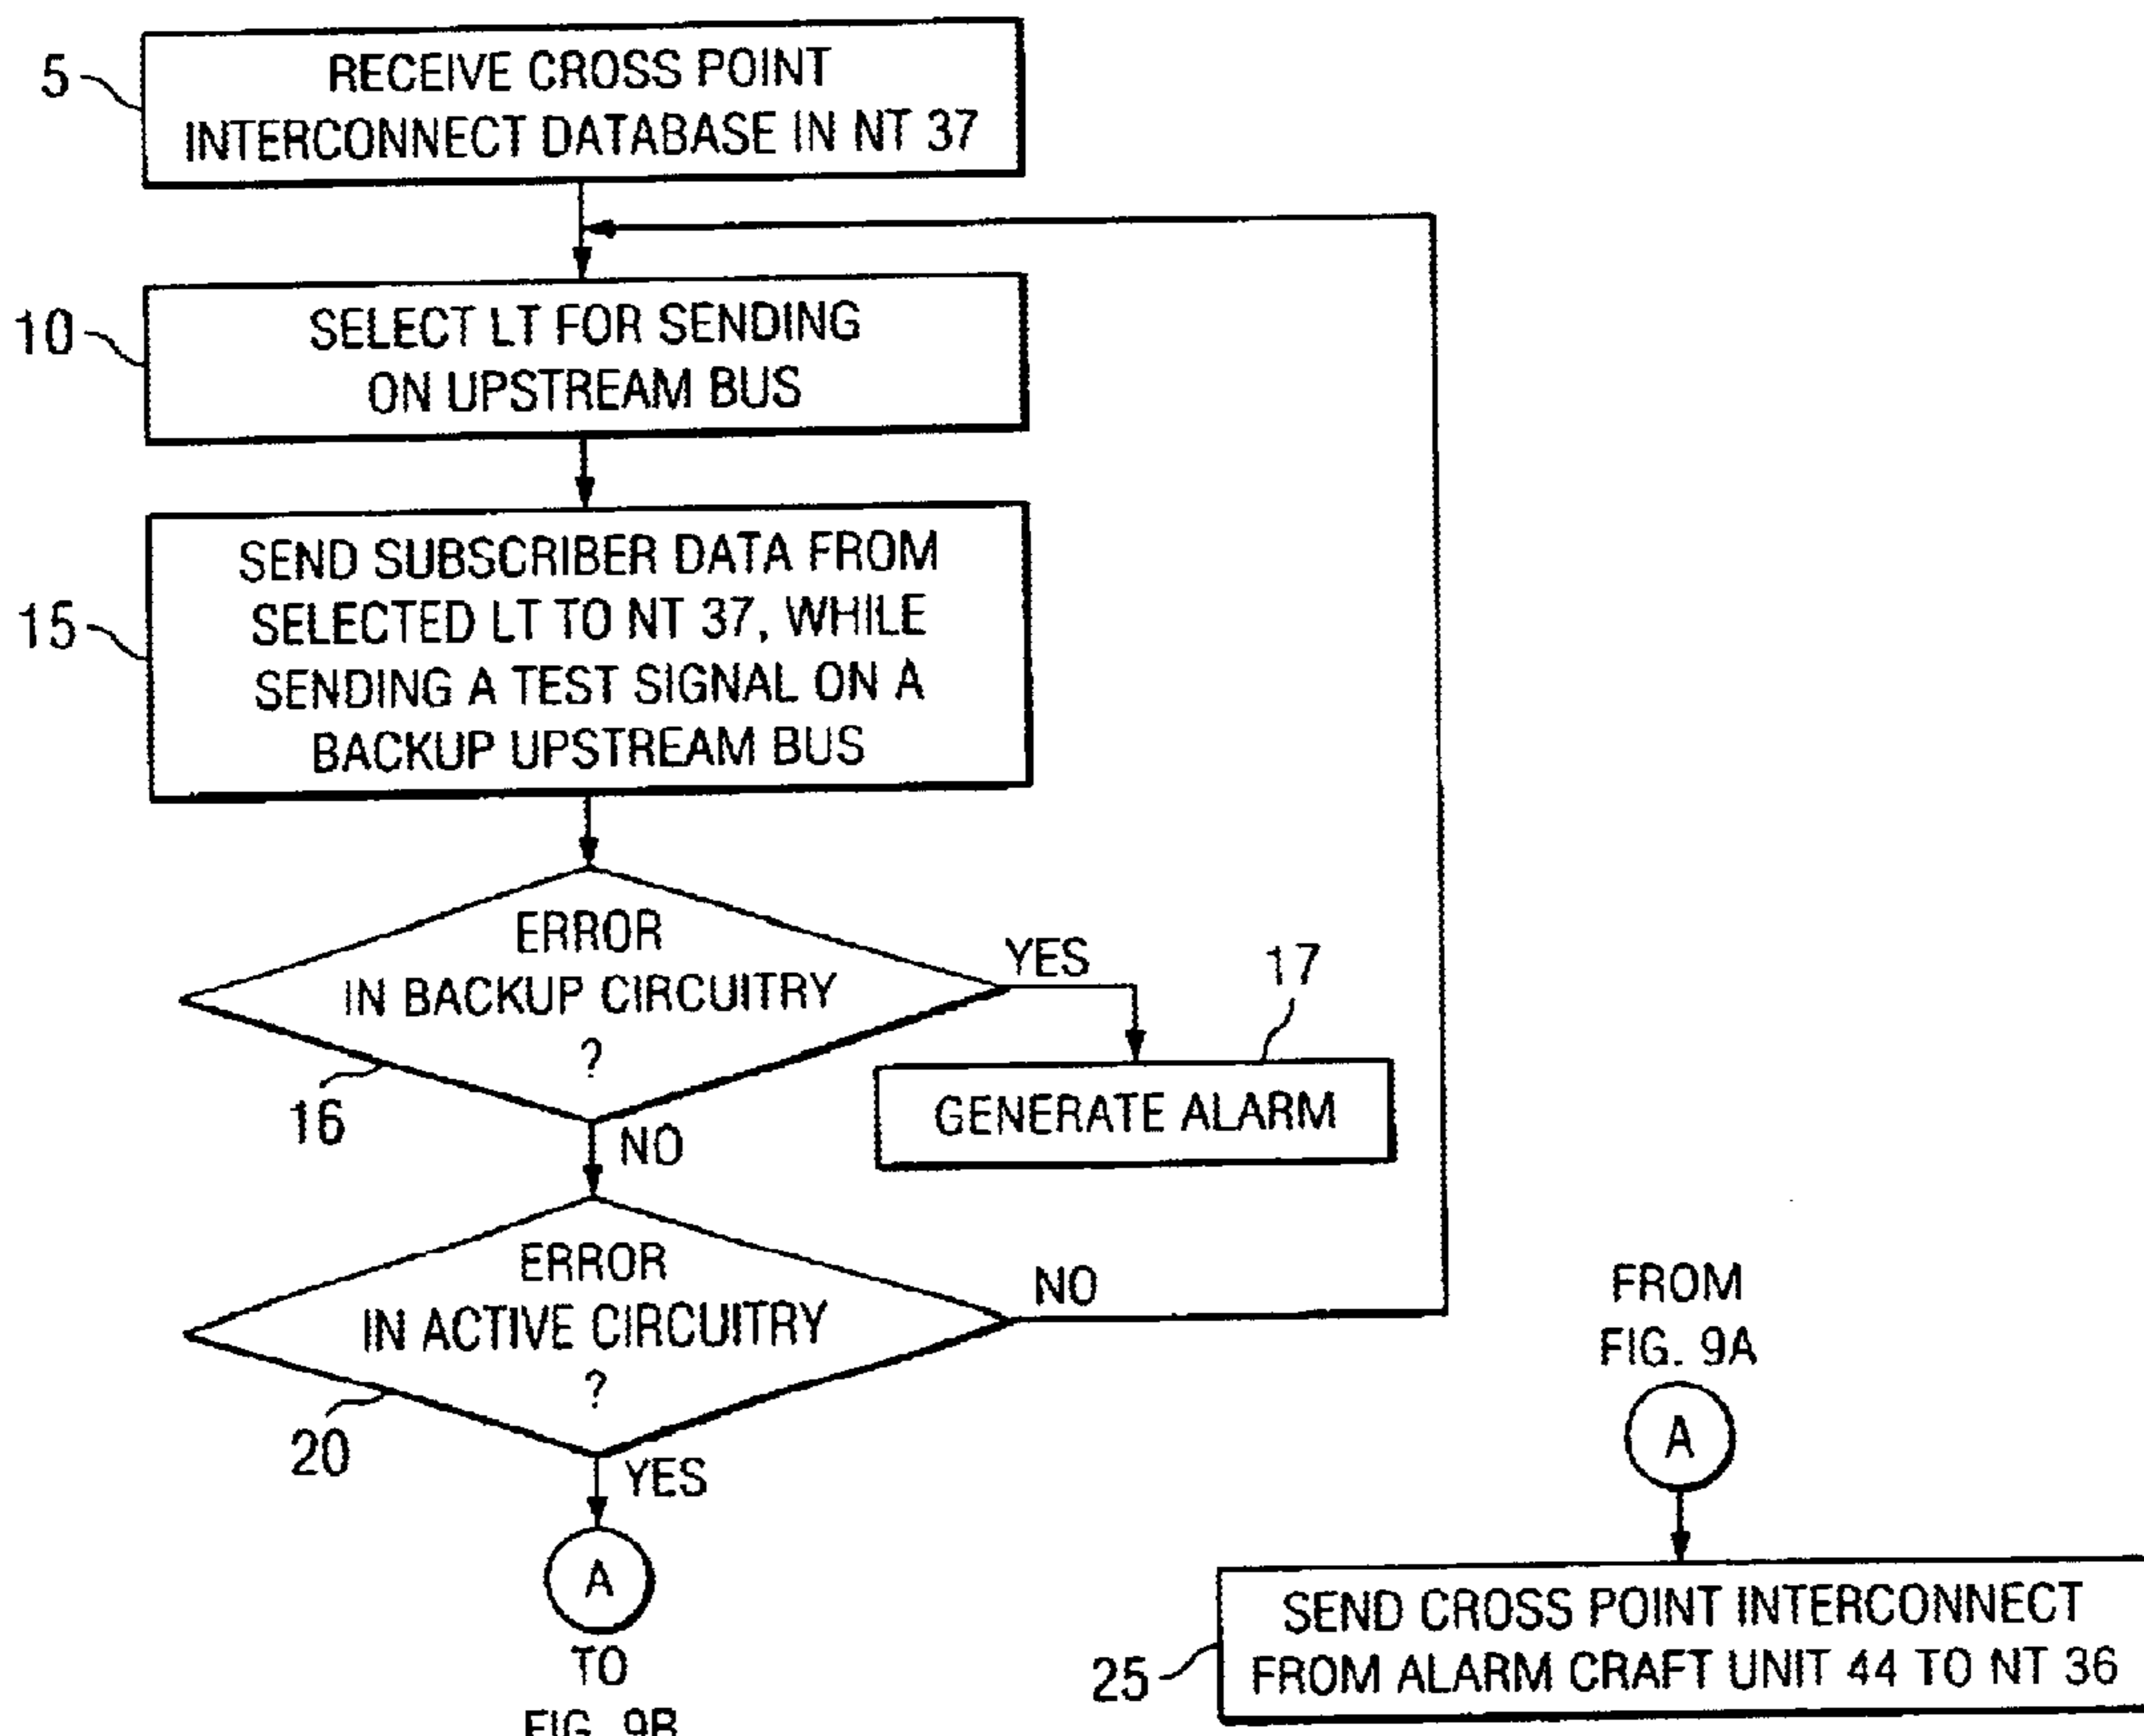 5
RECEIVE CROSS POINT
INTERCONNECT DATABASE IN NT 37
10
SELECT LT FOR SENDING
ON UPSTREAM BUS
15
SEND SUBSCRIBER DATA FROM
SELECTED LT TO NT 37, WHILE
SENDING A TEST SIGNAL ON A
BACKUP UPSTREAM BUS
ERROR
IN BACKUP CIRCUITRY
?
16
YES
17
GENERATE ALARM
NO
ERROR
IN ACTIVE CIRCUITRY
?
20
NO
YES
A
TO
FIG. 9B
FROM
FIG. 9A
A
25
SEND CROSS POINT INTERCONNECT
FROM ALARM CRAFT UNIT 44 TO NT 36